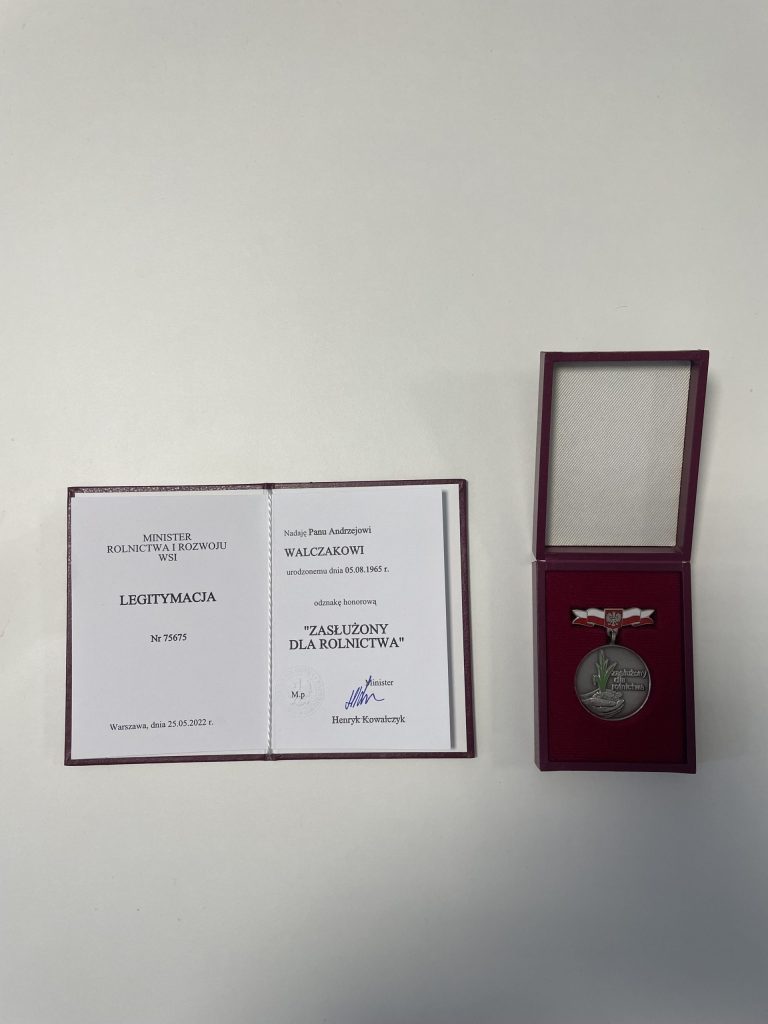 MINISTER
ROLNICTWA I ROZWOJU
WSI
LEGITYMACJA
Nr 75675
Warszawa, dnia 25.05.2022 r.
Nadaję Panu Andrzejowi
WALCZAKOWI
urodzonemu dnia 05.08.1965 r.
odznakę honorową
"ZASŁUŻONY
DLA ROLNICTWA"
Minister
M.p
Henryk Kowalczyk
zasłużony
dla
rolnictwa